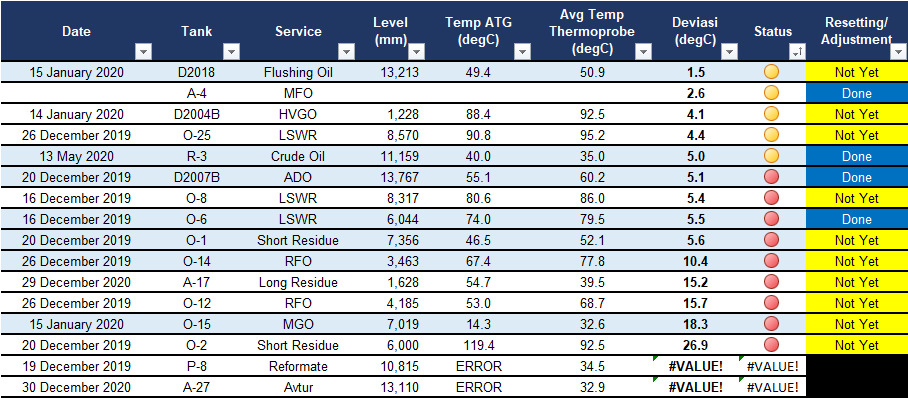 Date Tank Service Level (mm) Temp ATG (degC) Avg Temp Thermoprobe (degC) Deviasi (degC) Status Resetting/ Adjustment
15 January 2020 D2018 Flushing Oil 13,213 49.4 50.9 1.5 Not Yet
A-4 MFO 2.6 Done
14 January 2020 D2004B HVGO 1,228 88.4 92.5 4.1 Not Yet
26 December 2019 O-25 LSWR 8,570 90.8 95.2 4.4 Not Yet
13 May 2020 R-3 Crude Oil 11,159 40.0 35.0 5.0 Done
20 December 2019 D2007B ADO 13,767 55.1 60.2 5.1 Done
16 December 2019 O-8 LSWR 8,317 80.6 86.0 5.4 Not Yet
16 December 2019 O-6 LSWR 6,044 74.0 79.5 5.5 Done
20 December 2019 O-1 Short Residue 7,356 46.5 52.1 5.6 Not Yet
26 December 2019 O-14 RFO 3,463 67.4 77.8 10.4 Not Yet
29 December 2020 A-17 Long Residue 1,628 54.7 39.5 15.2 Not Yet
26 December 2019 O-12 RFO 4,185 53.0 68.7 15.7 Not Yet
15 January 2020 O-15 MGO 7,019 14.3 32.6 18.3 Not Yet
20 December 2019 O-2 Short Residue 6,000 119.4 92.5 26.9 Not Yet
19 December 2019 P-8 Reformate 10,815 ERROR 34.5 #VALUE! #VALUE!
30 December 2020 A-27 Avtur 13,110 ERROR 32.9 #VALUE! #VALUE!